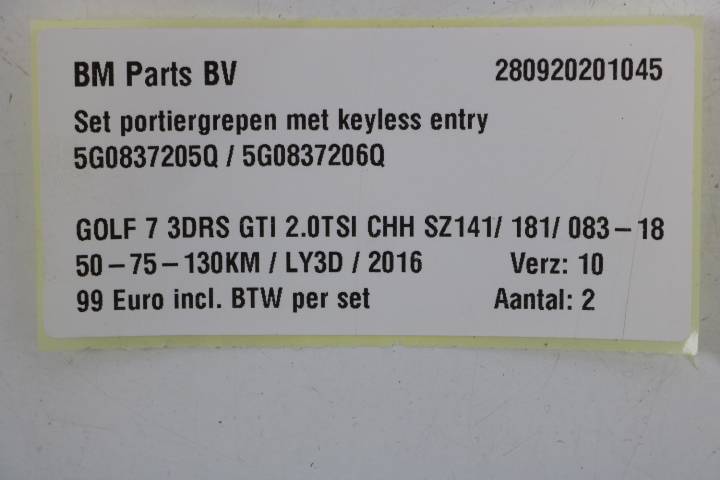 BM Parts BV 280920201045
Set portiergrepen met keyless entry
5G0837205Q / 5G0837206Q
GOLF 7 3DRS GTI 2.0TSI CHH SZ141/ 181/ 083-18
50-75-130KM / LY3D / 2016 Verz: 10
99 Euro incl. BTW per set Aantal: 2